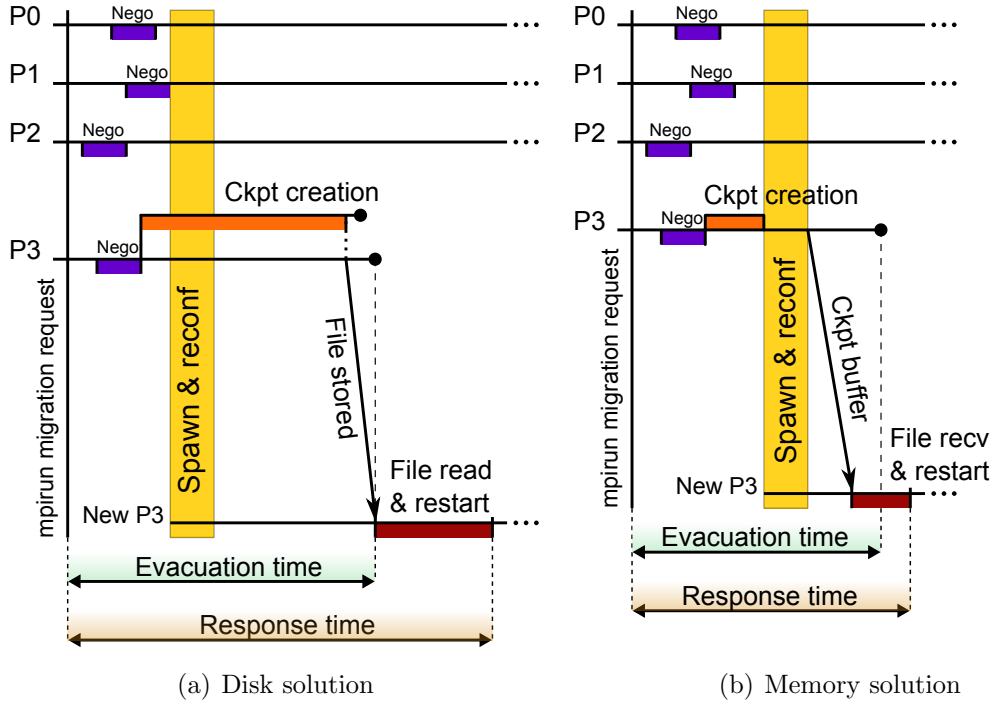 P0
Nego
P1
Nego
P2
Nego
Ckpt creation
P3
Nego
mpirun migration request
Spawn & reconf
File stored
File read
& restart
New P3
Evacuation time
Response time
(a) Disk solution
Nego
P0
Nego
P1
Nego
P2
Ckpt creation
P3
Nego
mpirun migration request
Spawn & reconf
Ckpt buffer
File recv
& restart
New P3
Evacuation time
Response time
(b) Memory solution